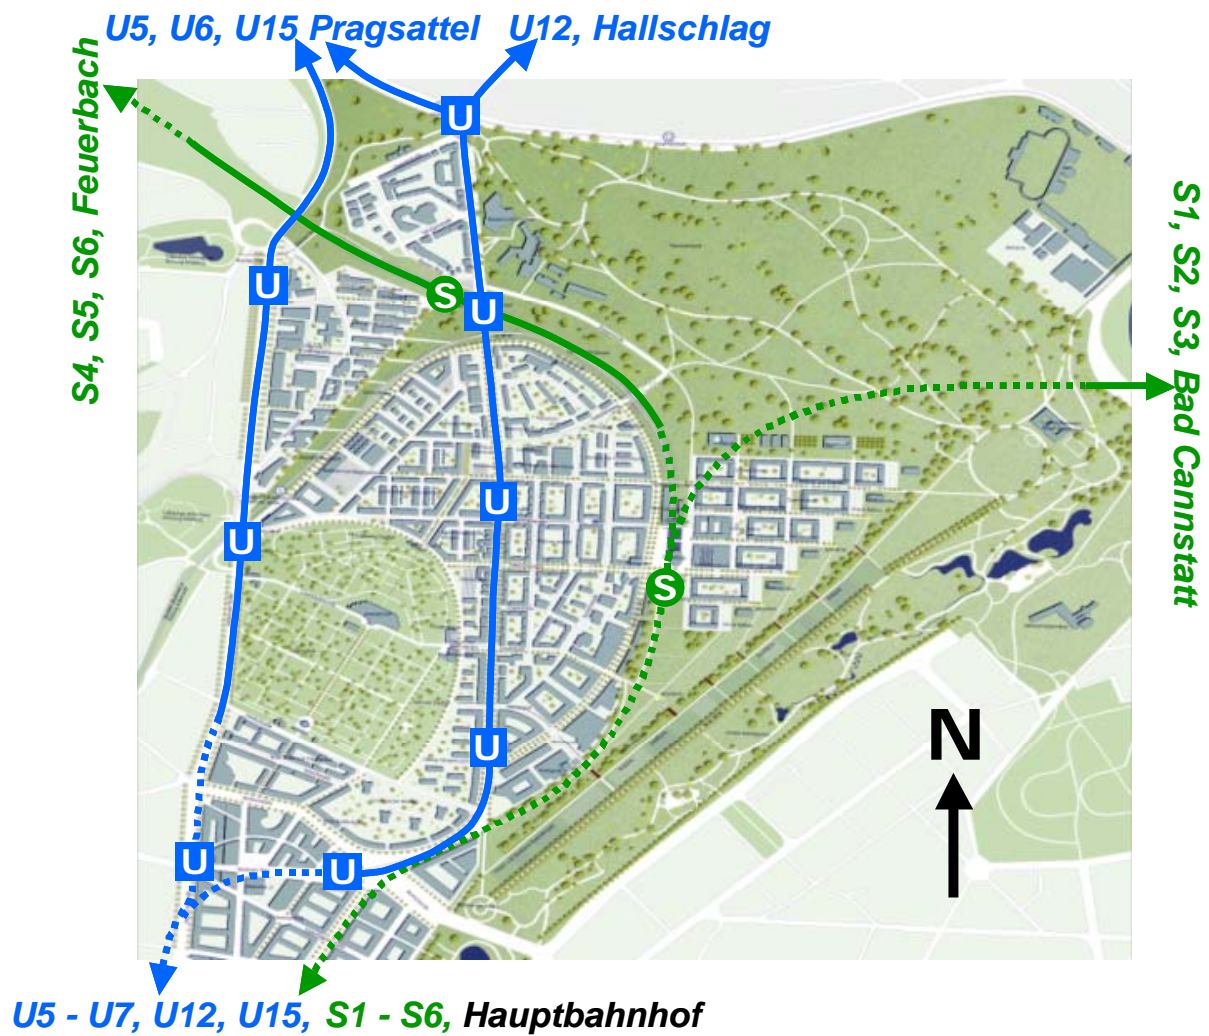 U5, U6, U15 Pragsattel U12, Hallschlag
S4, S5, S6, Feuerbach
S1, S2, S3, Bad Cannstatt
U
U
S
U
U
U
S
U
U
U
N
U5 - U7, U12, U15, S1 - S6, Hauptbahnhof